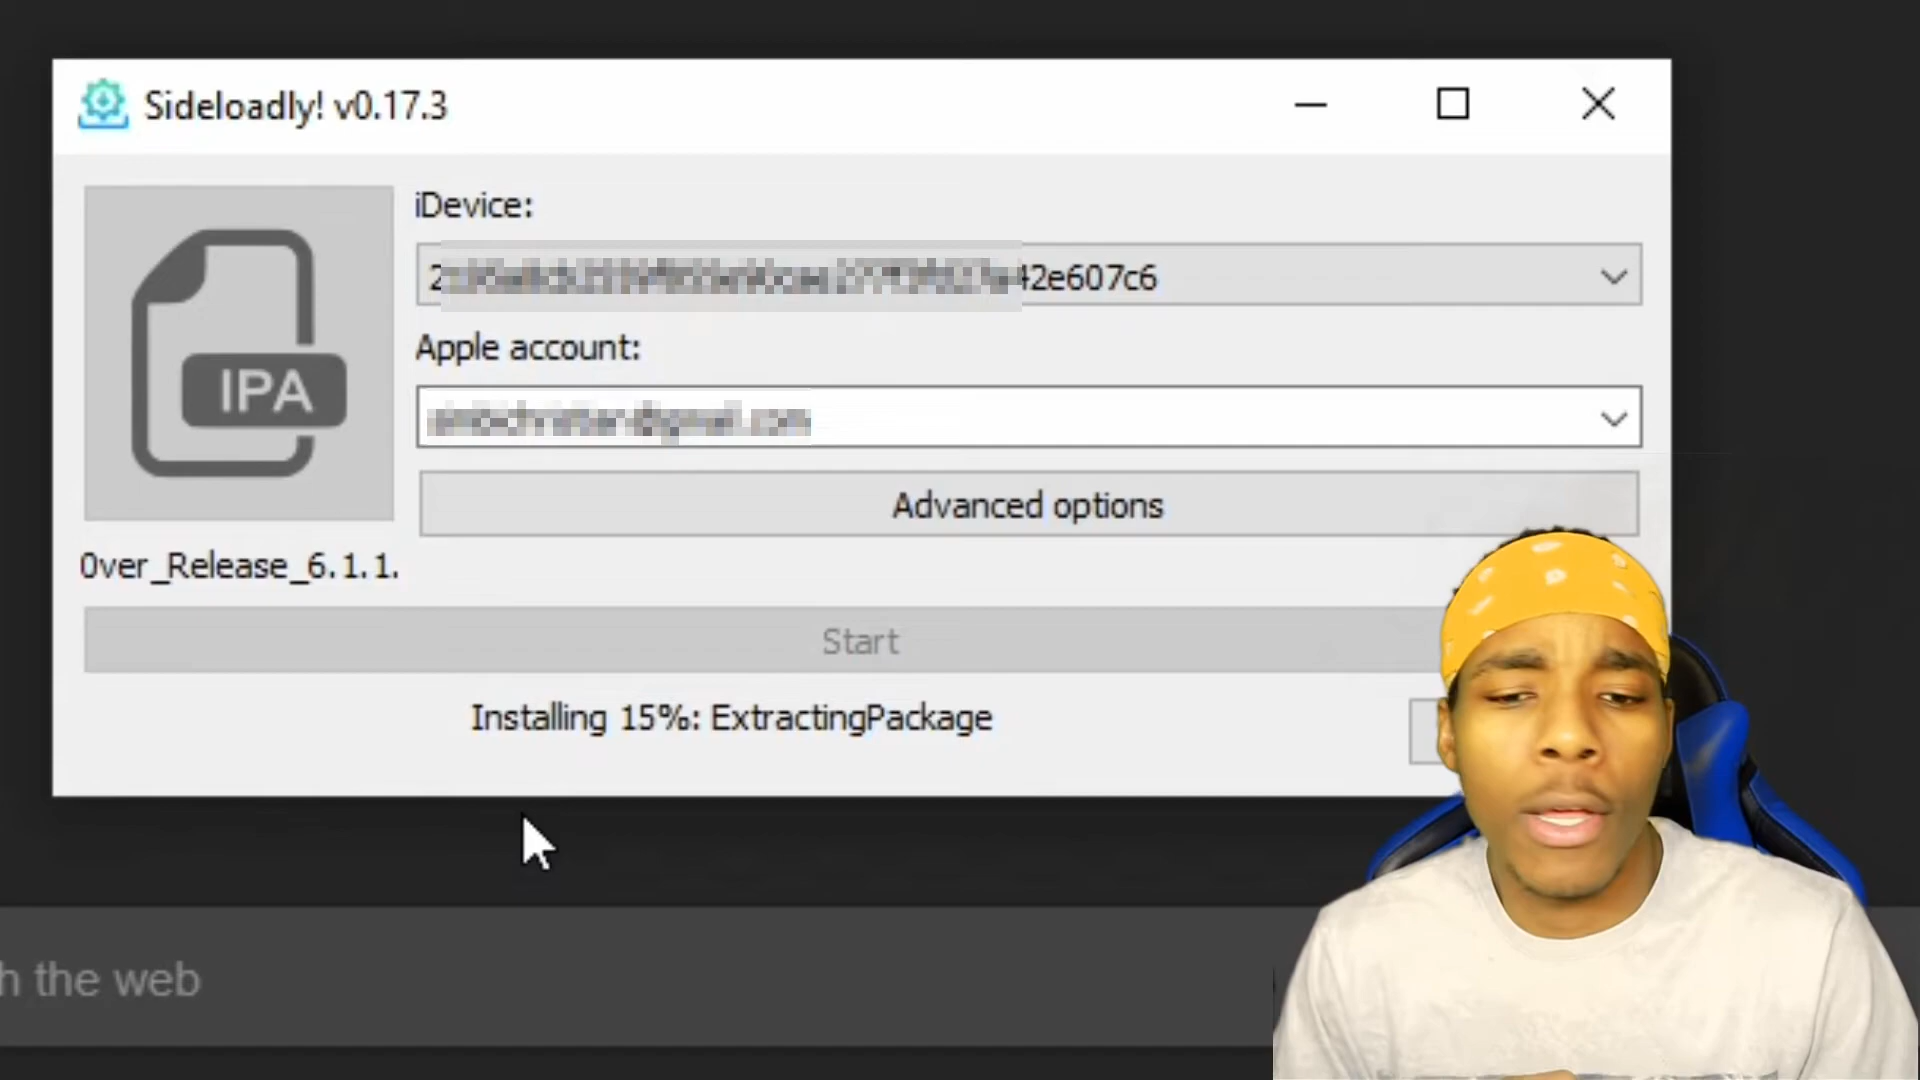 Sideloadly! v0.17.3
iDevice:
42e607c6
Apple account:
IPA
Advanced options
0ver_Release_6.1.1.
Start
Installing 15%: ExtractingPackage
h the web